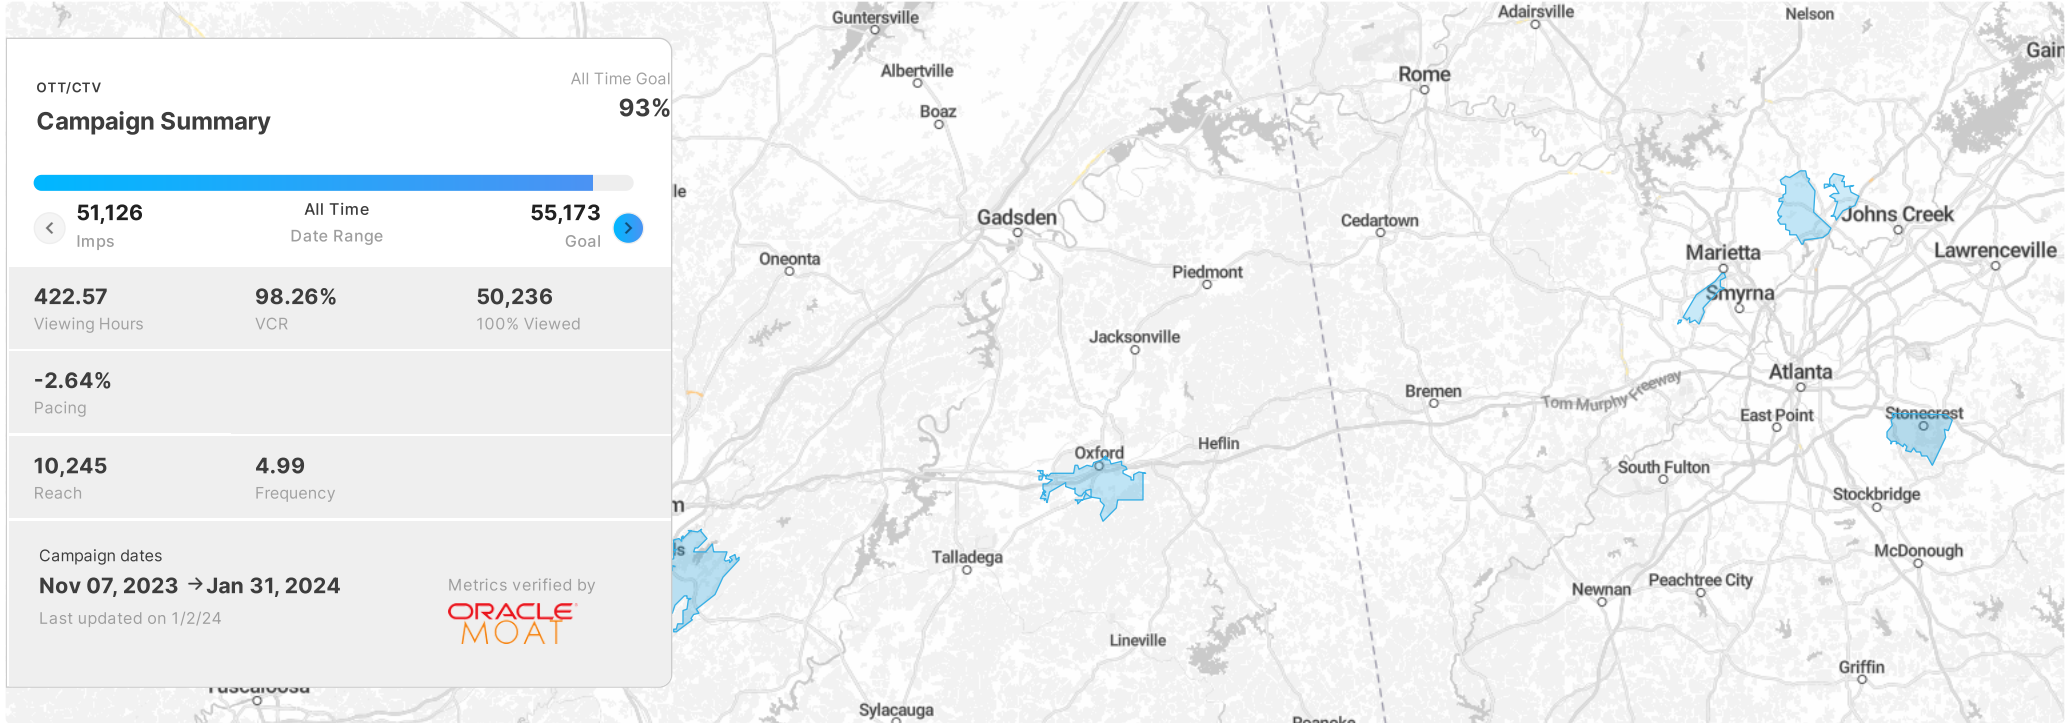 OTT/CTV
Campaign Summary
All Time Goal
93%
51,126
Imps
All Time
Date Range
55,173
Goal
422.57
Viewing Hours
98.26%
VCR
50,236
100% Viewed
-2.64%
Pacing
10,245
Reach
4.99
Frequency
Campaign dates
Nov 07, 2023 → Jan 31, 2024
Last updated on 1/2/24
Metrics verified by
ORACLE
MOAT
Guntersville
Adairsville
Nelson
Albertville
Rome
Boaz
Gadsden
Cedartown
Johns Creek
Oneonta
Piedmont
Marietta
Lawrenceville
Smyrna
Jacksonville
Atlanta
Bremen
Tom Murphy Freeway
East Point
Stonecrest
Oxford
Heflin
South Fulton
Stockbridge
Talladega
McDonough
Newnan
Peachtree City
Lineville
Griffin
Tuscaloosa
Sylacauga
Roanoke